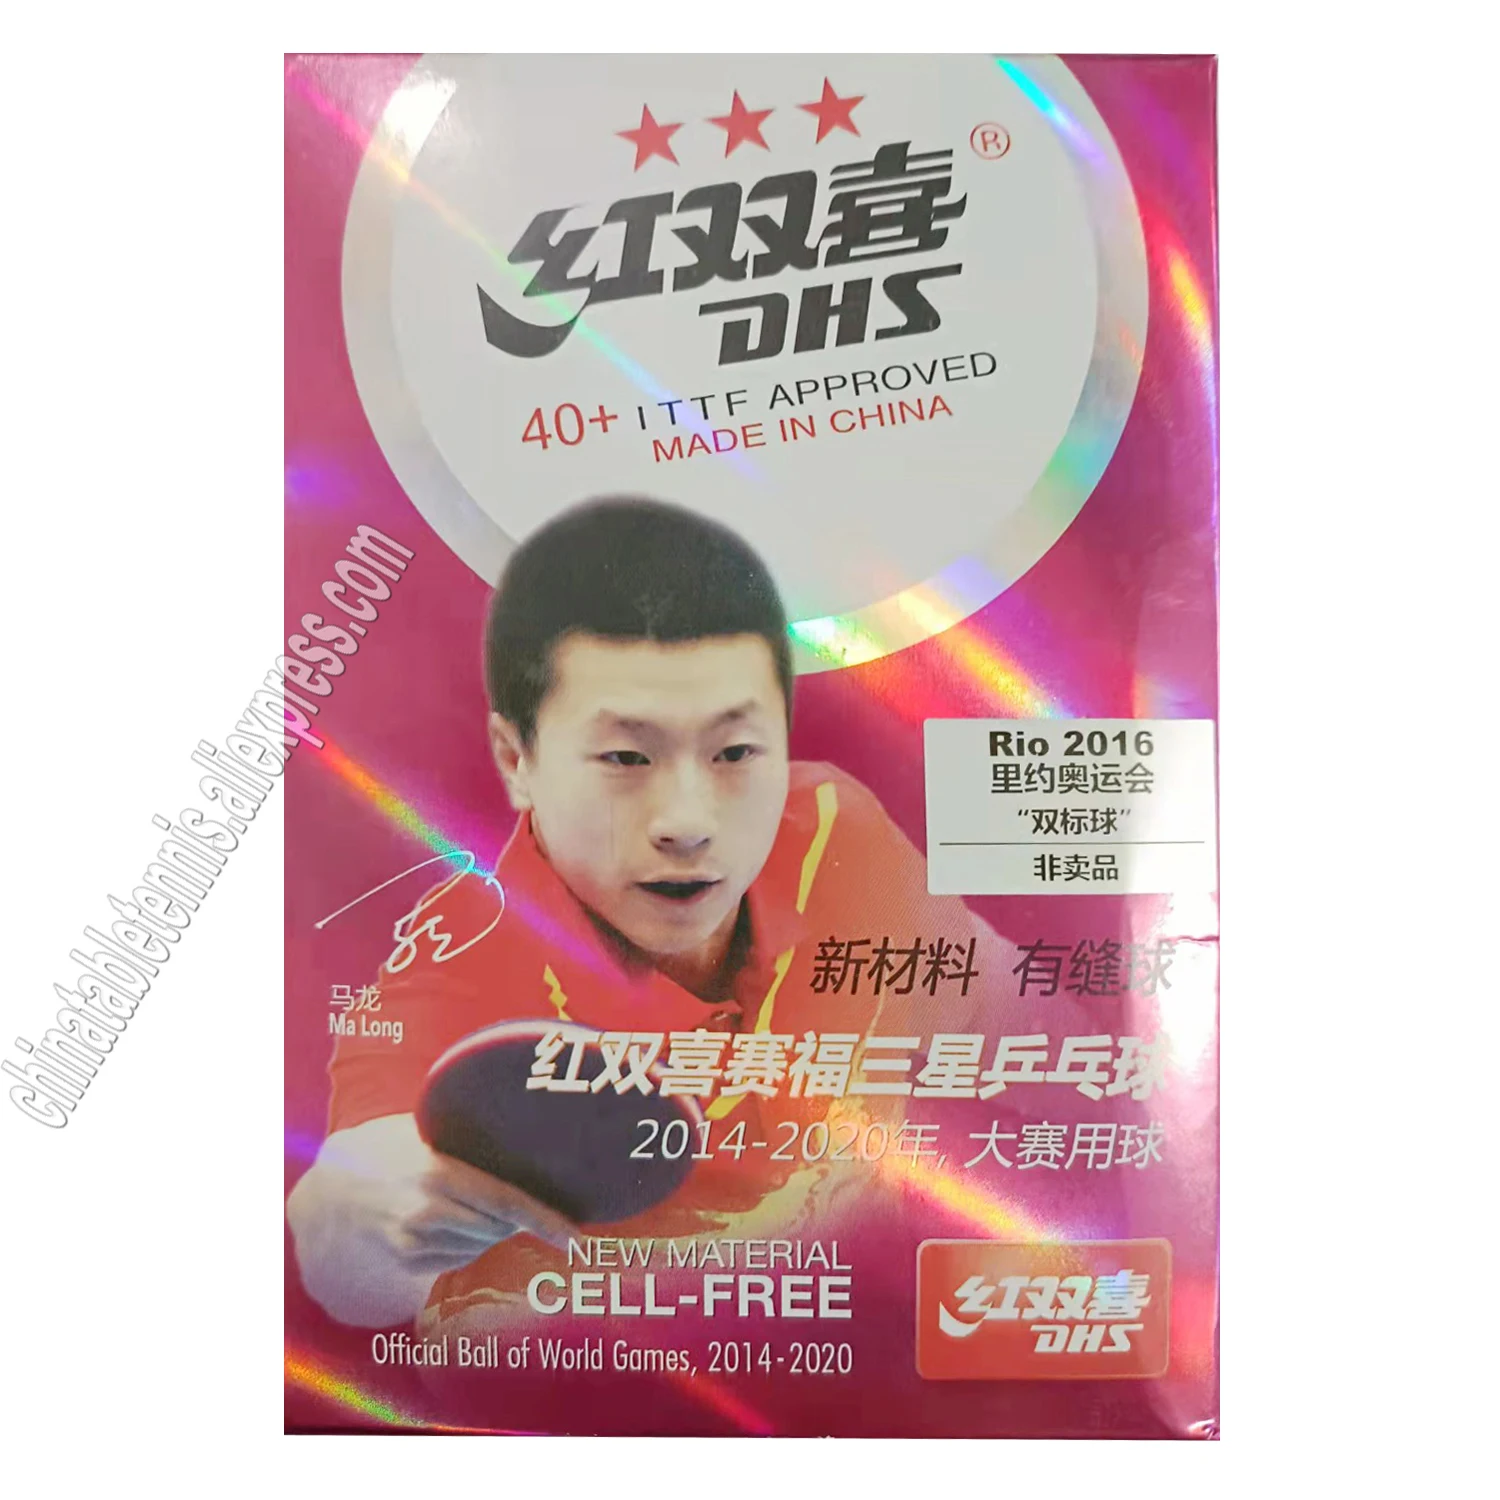 红双喜®
DHS
40+ ITTF APPROVED
MADE IN CHINA
Rio 2016
里约奥运会
“双标球”
非卖品
新材料 有缝球
马龙
Ma Long
红双喜赛福三星乒乓球
2014-2020年, 大赛用球
NEW MATERIAL
CELL-FREE
Official Ball of World Games, 2014-2020
红双喜
DHS
chinatabletennis.aliexpress.com